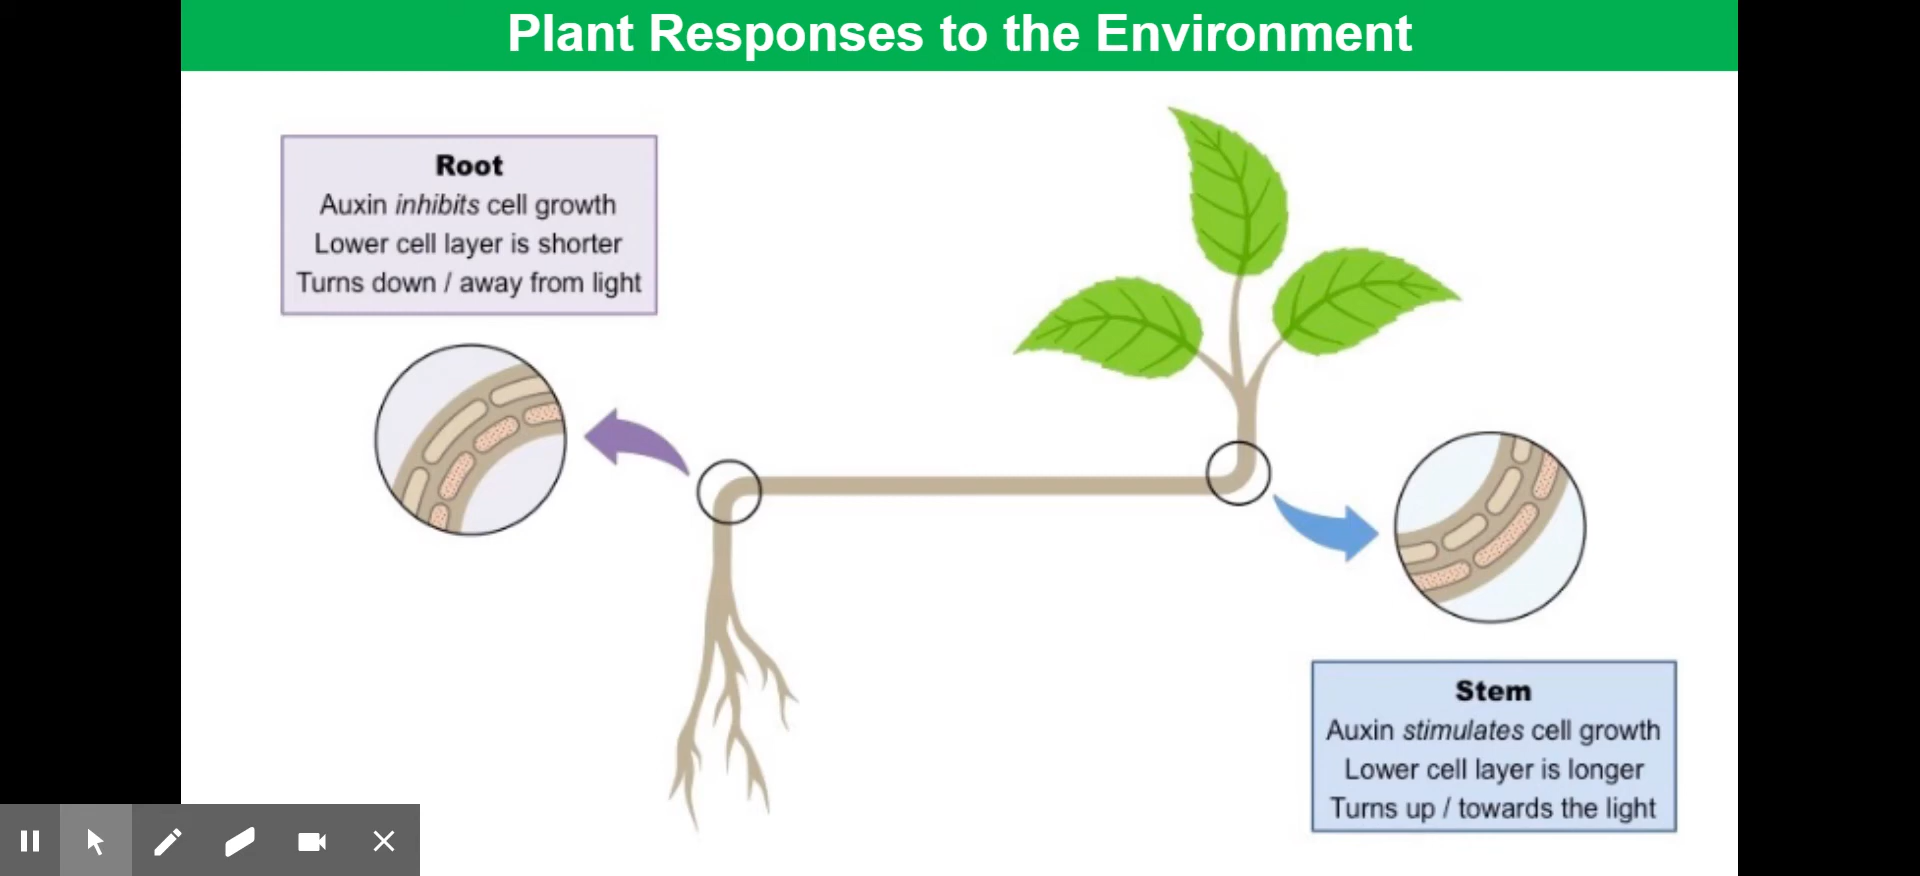 Plant Responses to the Environment
Root
Auxin inhibits cell growth
Lower cell layer is shorter
Turns down / away from light
Stem
Auxin stimulates cell growth
Lower cell layer is longer
Turns up / towards the light